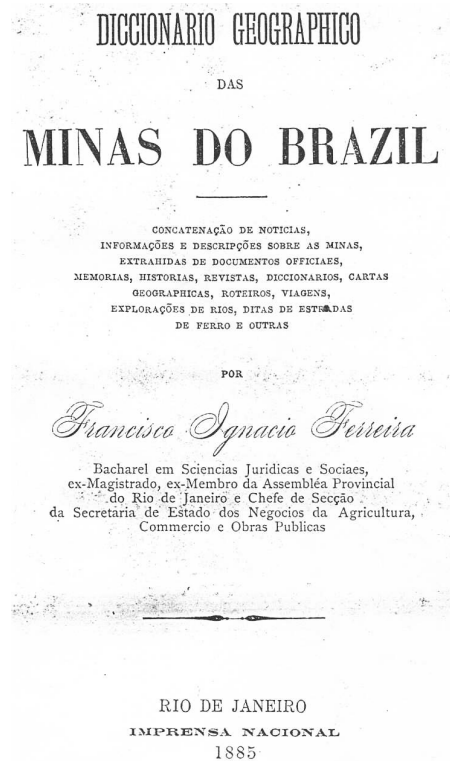 DICCIONARIO GEOGRAPHICO
DAS
MINAS DO BRAZIL
CONCATENAÇÃO DE NOTICIAS,
INFORMAÇÕES E DESCRIPÇÕES SOBRE AS MINAS,
EXTRAHIDAS DE DOCUMENTOS OFFICIAES,
MEMORIAS, HISTORIAS, REVISTAS, DICCIONARIOS, CARTAS
GEOGRAPHICAS, ROTEIROS, VIAGENS,
EXPLORAÇÕES DE RIOS, DITAS DE ESTRADAS
DE FERRO E OUTRAS
POR
Francisco Ignacio Ferreira
Bacharel em Sciencias Juridicas e Sociaes,
ex-Magistrado, ex-Membro da Assembléa Provincial
do Rio de Janeiro e Chefe de Secção
da Secretaria de Estado dos Negocios da Agricultura,
Commercio e Obras Publicas
RIO DE JANEIRO
IMPRENSA NACIONAL
1885